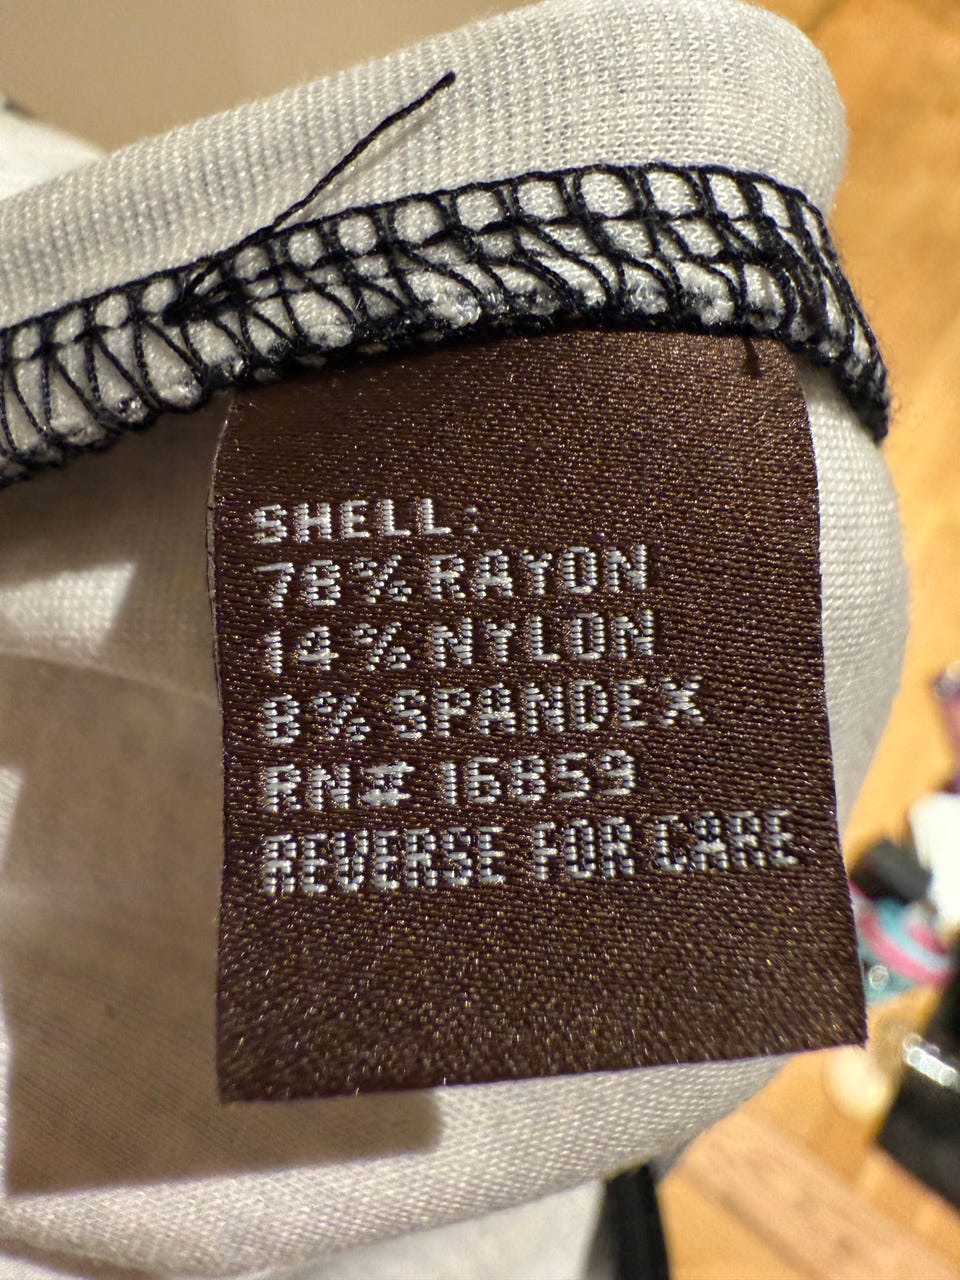 SHELL:
78% RAYON
14% NYLON
8% SPANDEX
RN# 16859
REVERSE FOR CARE